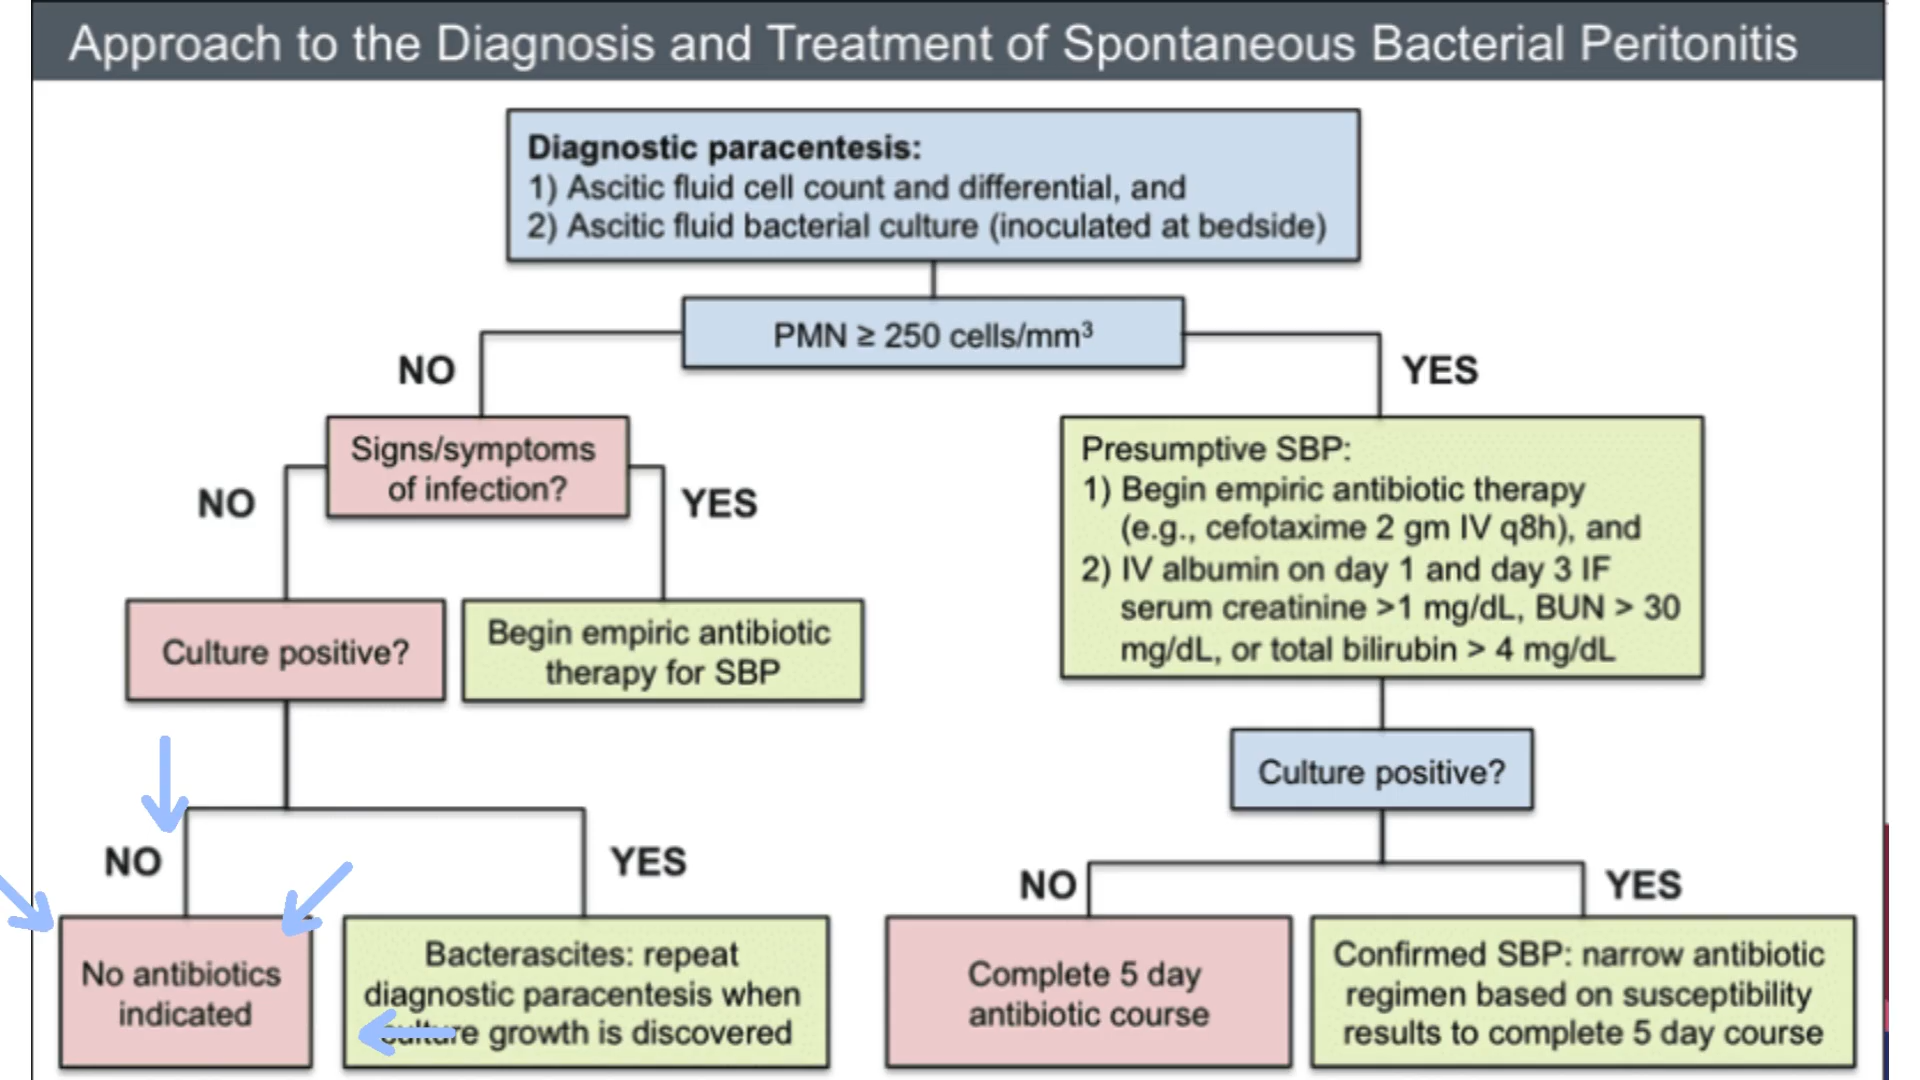 Approach to the Diagnosis and Treatment of Spontaneous Bacterial Peritonitis
Diagnostic paracentesis:
1) Ascitic fluid cell count and differential, and
2) Ascitic fluid bacterial culture (inoculated at bedside)
PMN ≥ 250 cells/mm³
NO
YES
Signs/symptoms
of infection?
NO
YES
Presumptive SBP:
1) Begin empiric antibiotic therapy
(e.g., cefotaxime 2 gm IV q8h), and
2) IV albumin on day 1 and day 3 IF
serum creatinine >1 mg/dL, BUN > 30
mg/dL, or total bilirubin > 4 mg/dL
Culture positive?
Begin empiric antibiotic
therapy for SBP
Culture positive?
NO
YES
NO
YES
No antibiotics
indicated
Bacterascites: repeat
diagnostic paracentesis when
culture growth is discovered
Complete 5 day
antibiotic course
Confirmed SBP: narrow antibiotic
regimen based on susceptibility
results to complete 5 day course